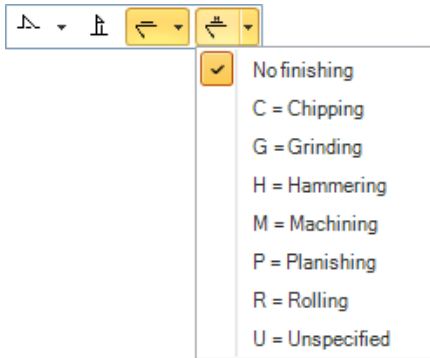 No finishing
C = Chipping
G = Grinding
H = Hammering
M = Machining
P = Planishing
R = Rolling
U = Unspecified